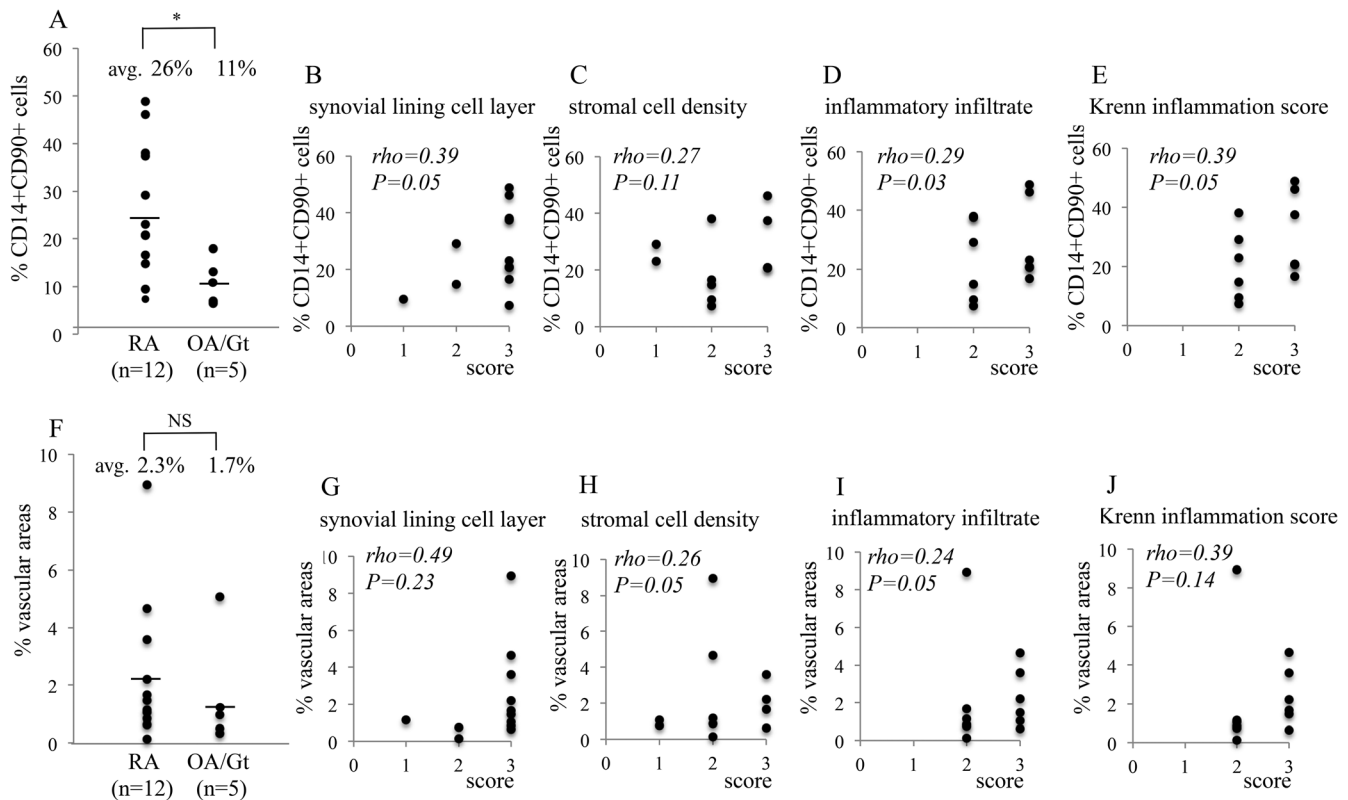 A
*
avg. 26% 11%
% CD14+CD90+ cells
60
50
40
30
20
10
0
RA OA/Gt
(n=12) (n=5)
B
synovial lining cell layer
rho=0.39
P=0.05
% CD14+CD90+ cells
60
40
20
0
0 1 2 3
score
C
stromal cell density
rho=0.27
P=0.11
% CD14+CD90+ cells
60
40
20
0
0 1 2 3
score
D
inflammatory infiltrate
rho=0.29
P=0.03
% CD14+CD90+ cells
60
40
20
0
0 1 2 3
score
E
Krenn inflammation score
rho=0.39
P=0.05
% CD14+CD90+ cells
60
40
20
0
0 1 2 3
score
F
NS
avg. 2.3% 1.7%
% vascular areas
10
8
6
4
2
0
RA OA/Gt
(n=12) (n=5)
G
synovial lining cell layer
rho=0.49
P=0.23
% vascular areas
10
8
6
4
2
0
0 1 2 3
score
H
stromal cell density
rho=0.26
P=0.05
% vascular areas
10
8
6
4
2
0
0 1 2 3
score
I
inflammatory infiltrate
rho=0.24
P=0.05
% vascular areas
10
8
6
4
2
0
0 1 2 3
score
J
Krenn inflammation score
rho=0.39
P=0.14
% vascular areas
10
8
6
4
2
0
0 1 2 3
score